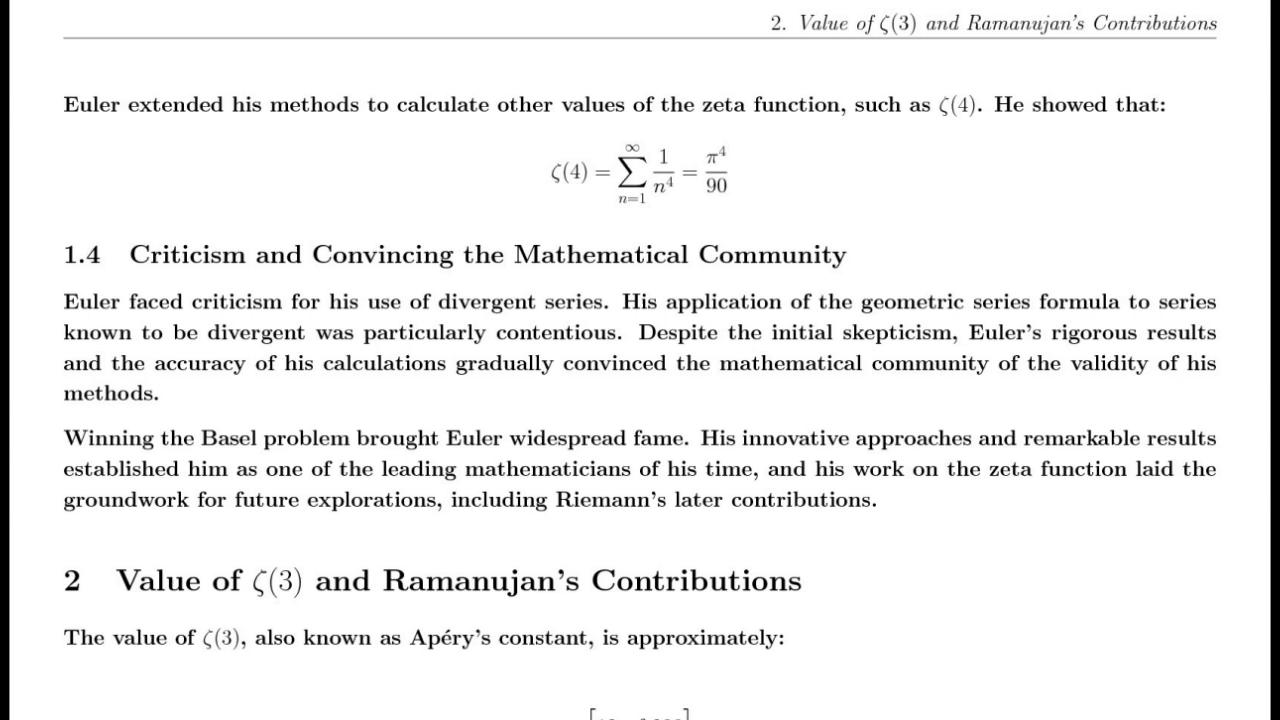 2. Value of ζ(3) and Ramanujan's Contributions
Euler extended his methods to calculate other values of the zeta function, such as ζ(4). He showed that:
ζ(4) = ∑_{n=1}^{∞} 1/n⁴ = π⁴/90
1.4 Criticism and Convincing the Mathematical Community
Euler faced criticism for his use of divergent series. His application of the geometric series formula to series
known to be divergent was particularly contentious. Despite the initial skepticism, Euler's rigorous results
and the accuracy of his calculations gradually convinced the mathematical community of the validity of his
methods.
Winning the Basel problem brought Euler widespread fame. His innovative approaches and remarkable results
established him as one of the leading mathematicians of his time, and his work on the zeta function laid the
groundwork for future explorations, including Riemann's later contributions.
2 Value of ζ(3) and Ramanujan's Contributions
The value of ζ(3), also known as Apéry's constant, is approximately: